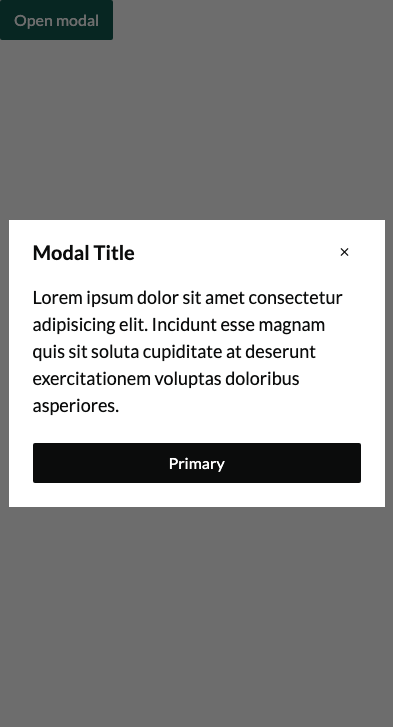 Open modal
Modal Title
×
Lorem ipsum dolor sit amet consectetur
adipisicing elit. Incidunt esse magnam
quis sit soluta cupiditate at deserunt
exercitationem voluptas doloribus
asperiores.
Primary